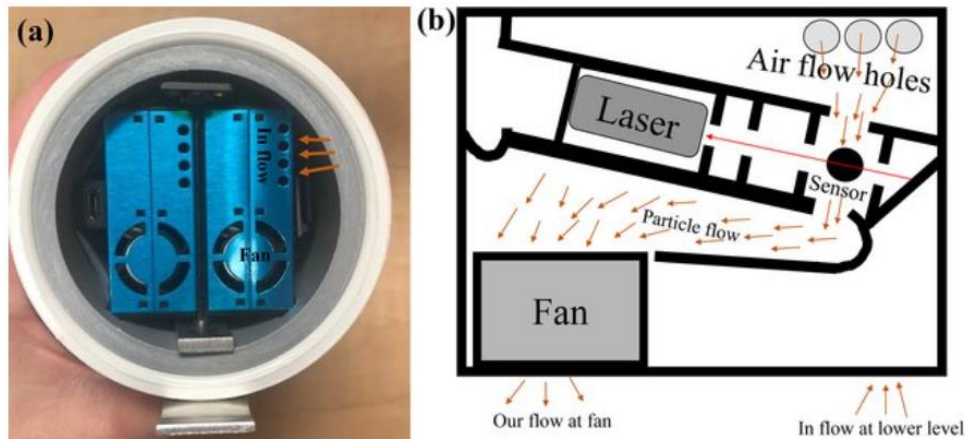 (a)
In flow
Fan
(b)
Air flow holes
Laser
Sensor
Particle flow
Fan
Our flow at fan
In flow at lower level